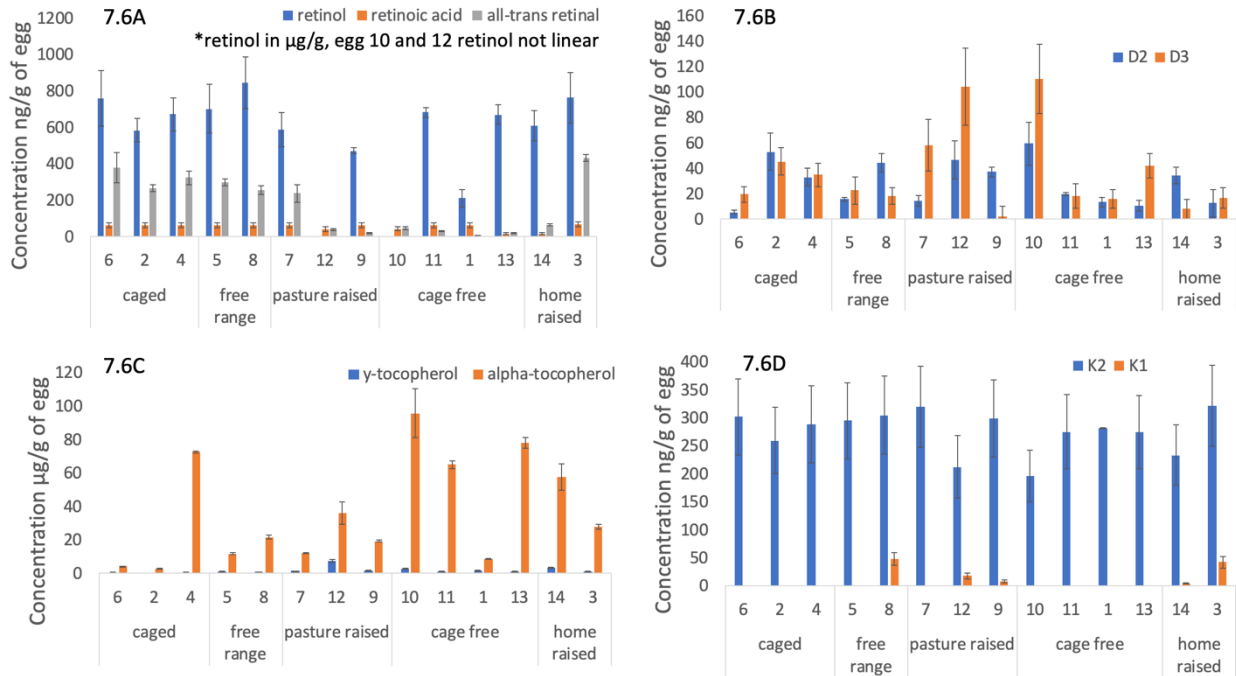 7.6A
retinol retinoic acid all-trans retinal
*retinol in µg/g, egg 10 and 12 retinol not linear
Concentration ng/g of egg
1200
1000
800
600
400
200
0
6 2 4 5 8 7 12 9 10 11 1 13 14 3
caged free range pasture raised cage free home raised
7.6B
D2 D3
Concentration ng/g of egg
160
140
120
100
80
60
40
20
0
6 2 4 5 8 7 12 9 10 11 1 13 14 3
caged free range pasture raised cage free home raised
7.6C
y-tocopherol alpha-tocopherol
Concentration µg/g of egg
120
100
80
60
40
20
0
6 2 4 5 8 7 12 9 10 11 1 13 14 3
caged free range pasture raised cage free home raised
7.6D
K2 K1
Concentration ng/g of egg
400
350
300
250
200
150
100
50
0
6 2 4 5 8 7 12 9 10 11 1 13 14 3
caged free range pasture raised cage free home raised